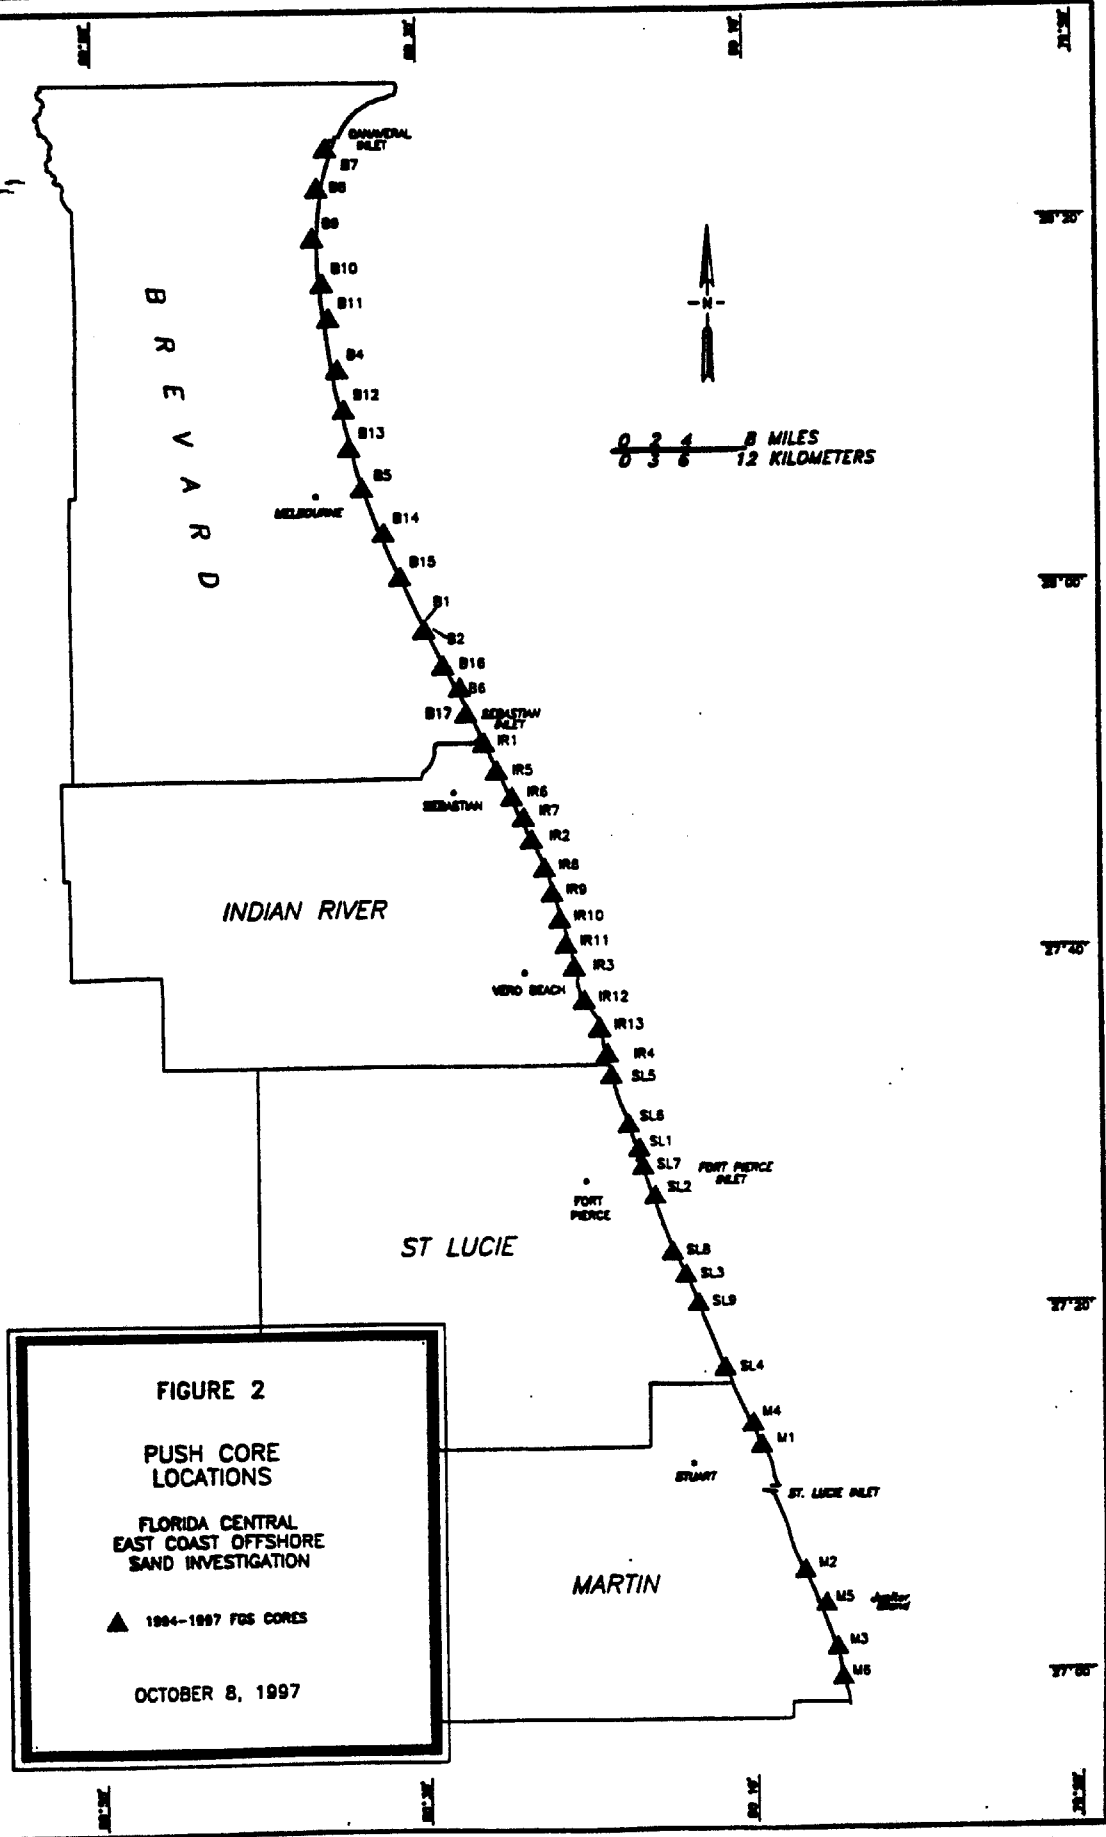 CANAVERAL
INLET
B7
B8
B9
B10
B11
B4
B12
B13
B5
MELBOURNE
B14
B15
B1
B2
B16
B6
B17
SEBASTIAN
INLET
BREVARD
N
0 2 4 8 MILES
0 3 6 12 KILOMETERS
28°20'
28°00'
IR1
IR5
SEBASTIAN
IR6
IR7
IR2
IR8
IR9
INDIAN RIVER
IR10
IR11
27°40'
IR3
VERO BEACH
IR12
IR13
IR4
SL5
SL6
SL1
SL7
FORT PIERCE
INLET
SL2
FORT
PIERCE
ST LUCIE
SL8
SL3
SL9
27°20'
SL4
M4
M1
STUART
ST. LUCIE INLET
M2
MARTIN
M5
Jupiter
Island
M3
M6
27°00'
FIGURE 2
PUSH CORE
LOCATIONS
FLORIDA CENTRAL
EAST COAST OFFSHORE
SAND INVESTIGATION
1994-1997 FGS CORES
OCTOBER 8, 1997